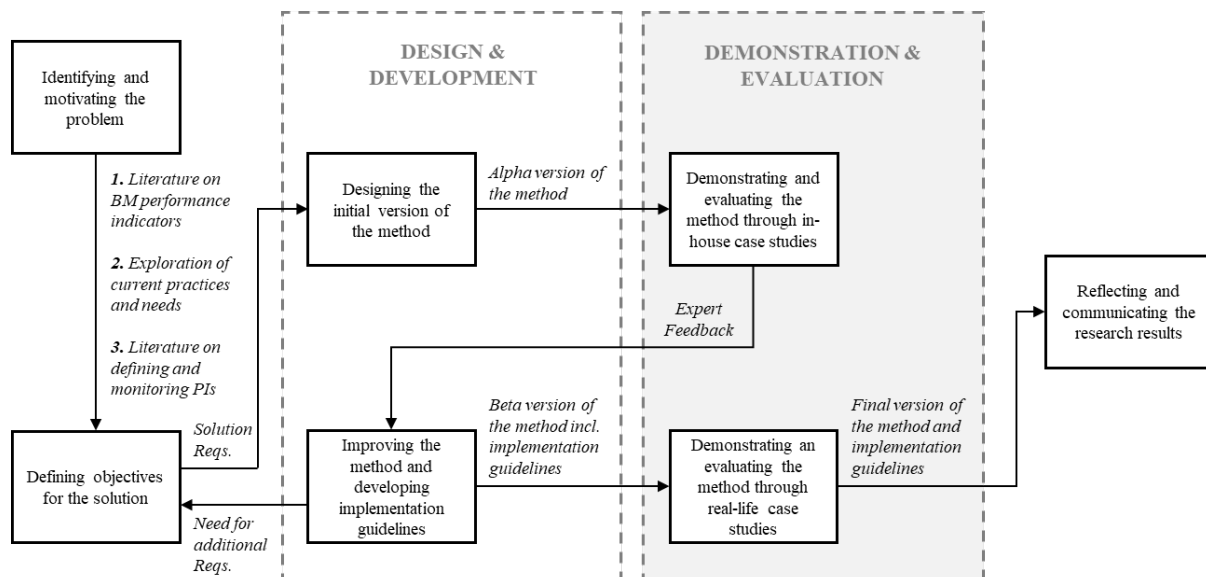 DESIGN &
DEVELOPMENT
DEMONSTRATION &
EVALUATION
Identifying and
motivating the
problem
1. Literature on
BM performance
indicators
2. Exploration of
current practices
and needs
3. Literature on
defining and
monitoring PIs
Designing the
initial version of
the method
Alpha version of
the method
Demonstrating and
evaluating the
method through in-
house case studies
Expert
Feedback
Reflecting and
communicating the
research results
Defining objectives
for the solution
Solution
Reqs.
Need for
additional
Reqs.
Improving the
method and
developing
implementation
guidelines
Beta version of
the method incl.
implementation
guidelines
Demonstrating an
evaluating the
method through
real-life case
studies
Final version of
the method and
implementation
guidelines